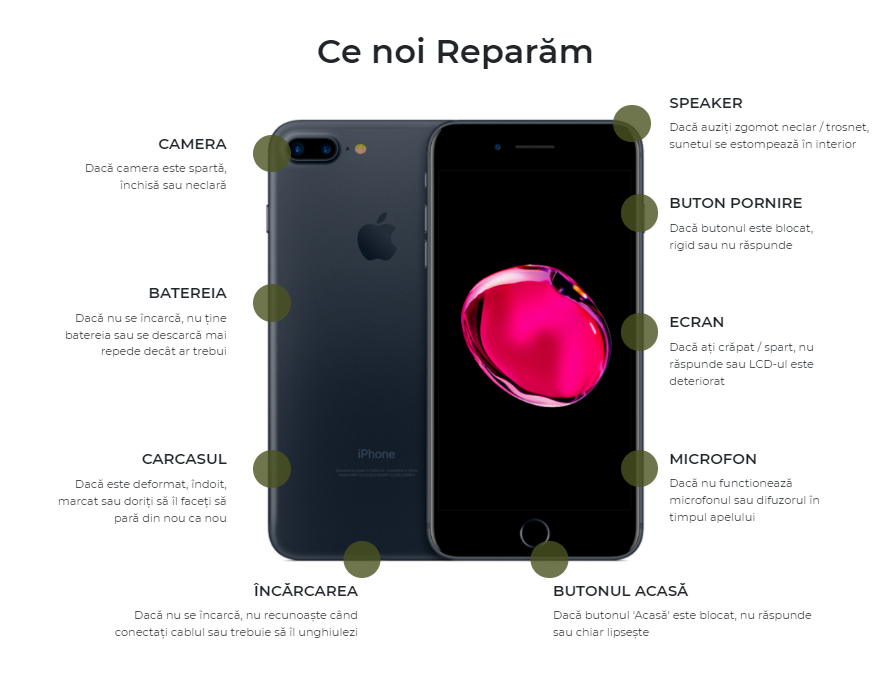 Ce noi Reparăm
CAMERA
Dacă camera este spartă,
închisă sau neclară
BATEREIA
Dacă nu se încarcă, nu ține
batereia sau se descarcă mai
repede decât ar trebui
CARCASUL
Dacă este deformat, îndoit,
marcat sau doriți să îl faceți să
pară din nou ca nou
ÎNCĂRCAREA
Dacă nu se încarcă, nu recunoaște când
conectați cablul sau trebuie să îl unghiulezi
iPhone
SPEAKER
Dacă auziți zgomot neclar / trosnet,
sunetul se estompează în interior
BUTON PORNIRE
Dacă butonul este blocat,
rigid sau nu răspunde
ECRAN
Dacă ați crăpat / spart, nu
răspunde sau LCD-ul este
deteriorat
MICROFON
Dacă nu functionează
microfonul sau difuzorul în
timpul apelului
BUTONUL ACASĂ
Dacă butonul 'Acasă' este blocat, nu răspunde
sau chiar lipsește